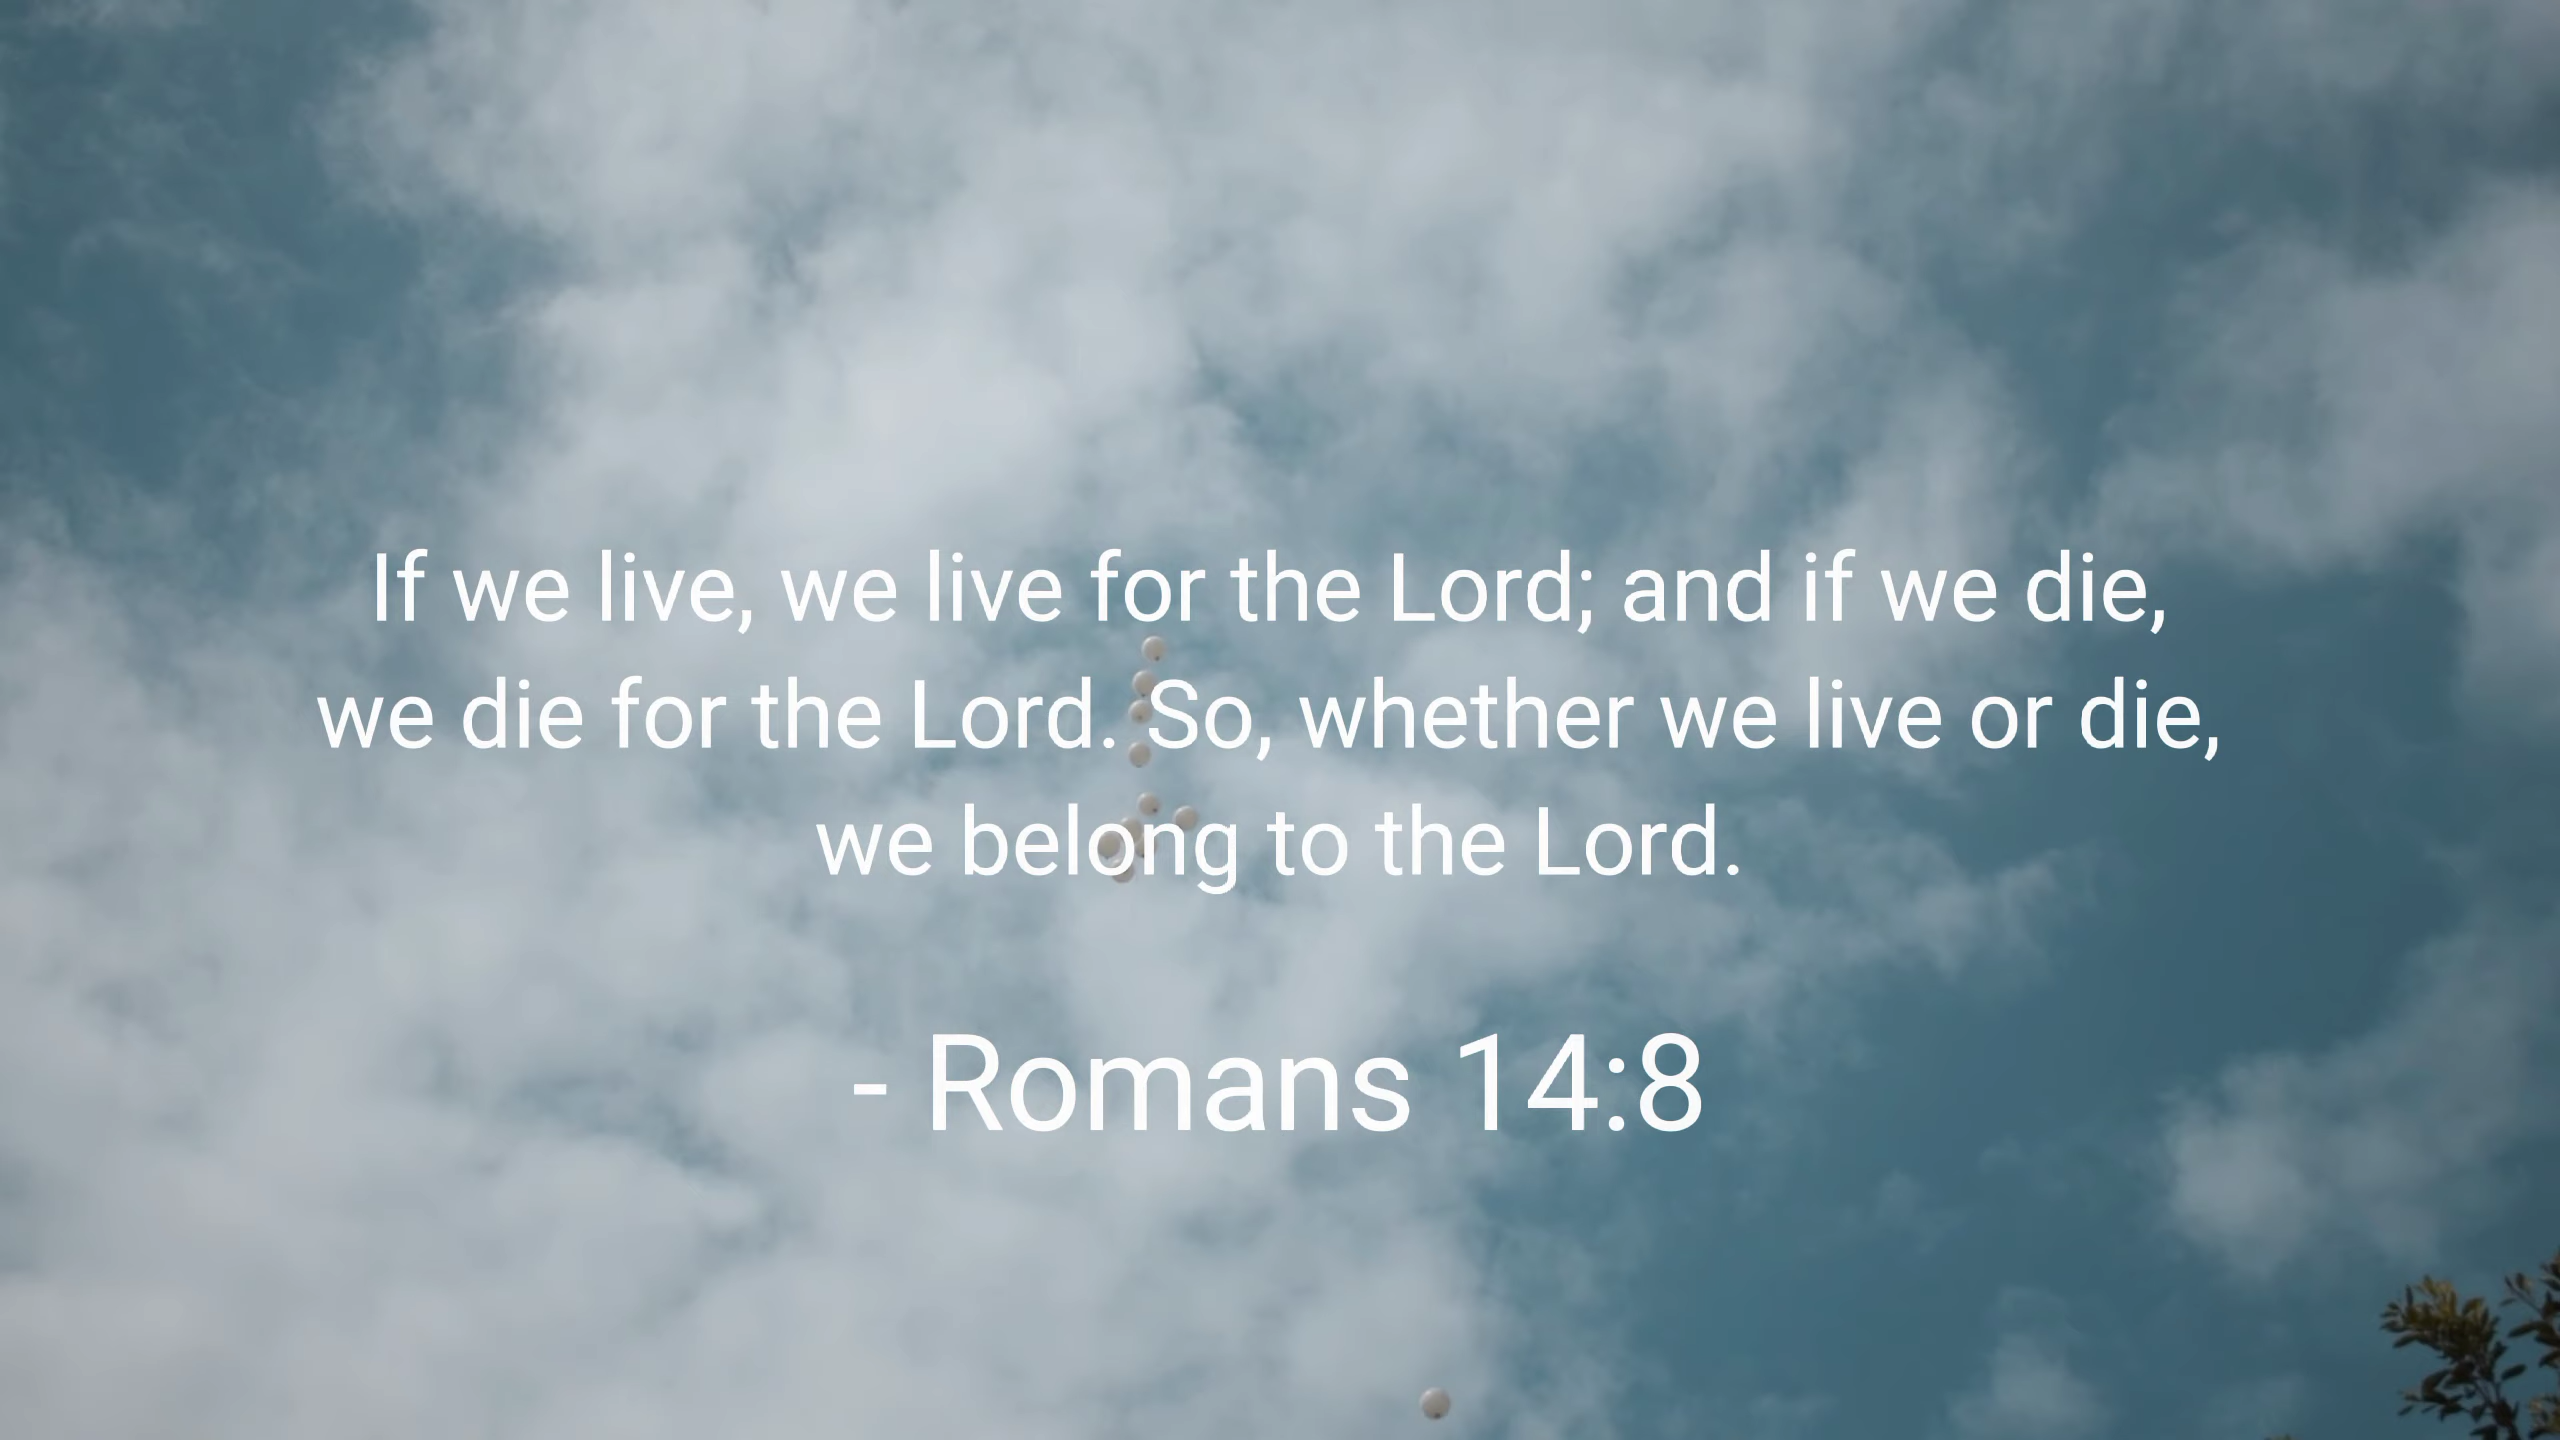 If we live, we live for the Lord; and if we die,
we die for the Lord. So, whether we live or die,
we belong to the Lord.
- Romans 14:8